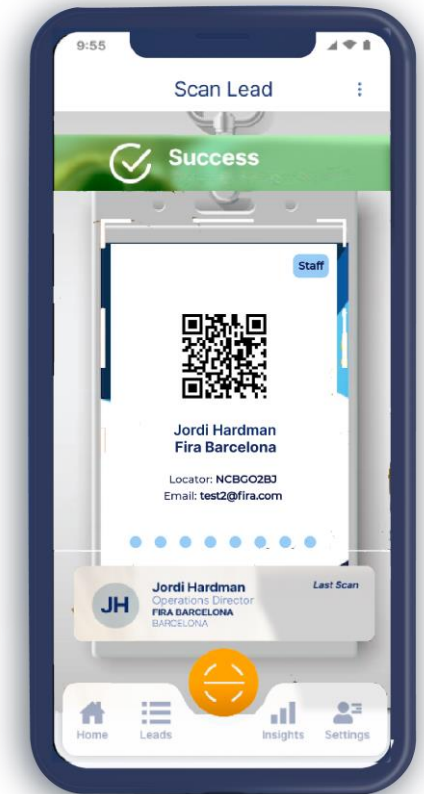 9:55
Scan Lead
Success
Staff
Jordi Hardman
Fira Barcelona
Locator: NCBGO2BJ
Email: test2@fira.com
Jordi Hardman
Last Scan
Operations Director
FIRA BARCELONA
BARCELONA
JH
Home
Leads
Insights
Settings